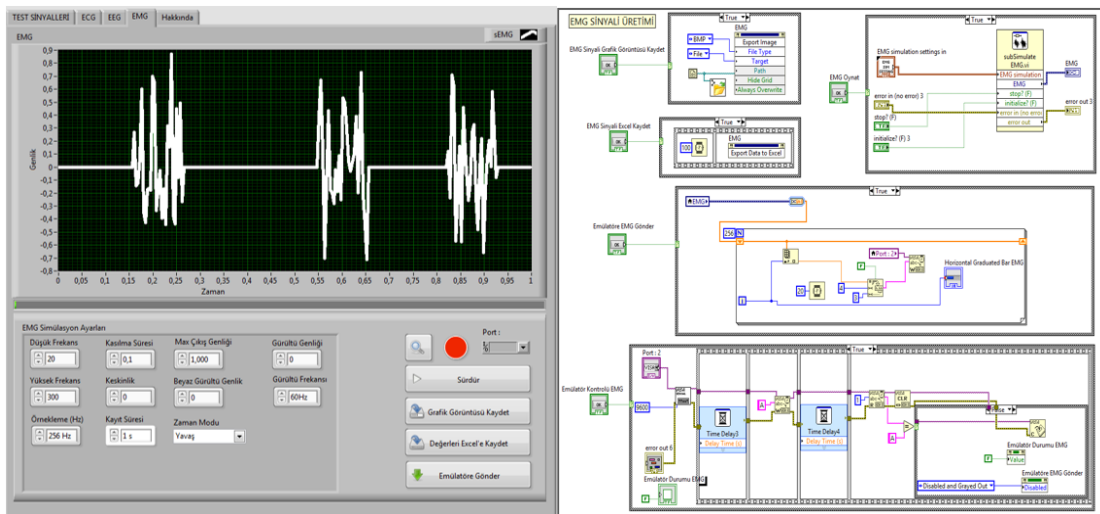 TEST SİNYALLERİ ECG EEG EMG Hakkında
EMG
sEMG
Genlik
0,9
0,8
0,7
0,6
0,5
0,4
0,3
0,2
0,1
0
-0,1
-0,2
-0,3
-0,4
-0,5
-0,6
-0,7
-0,8
0 0,05 0,1 0,15 0,2 0,25 0,3 0,35 0,4 0,45 0,5 0,55 0,6 0,65 0,7 0,75 0,8 0,85 0,9 0,95 1
Zaman
EMG Simülasyon Ayarları
Düşük Frekans Kasılma Süresi Max Çıkış Genliği Gürültü Genliği
20 0,1 1,000 0
Yüksek Frekans Keskinlik Beyaz Gürültü Genlik Gürültü Frekansı
300 0 0 60Hz
Örnekleme (Hz) Kayıt Süresi Zaman Modu
256 Hz 1 s Yavaş
Port :
Sürdür
Grafik Görüntüsü Kaydet
Değerleri Excel'e Kaydet
Emülatöre Gönder
EMG SİNYALİ ÜRETİMİ
True
EMG Sinyali Grafik Görüntüsü Kaydet
OK
BMP
File
EMG
Export Image
File Type
Target
Path
Hide Grid
Always Overwrite
EMG Sinyali Excel Kaydet
OK
True
100
EMG
Export Data to Excel
True
EMG Oynat
OK
EMG simulation settings in
subSimulate
EMG.vi
EMG simulation
EMG
stop? (F)
initialize? (F)
error in (no error)
error out
error in (no error) 3
stop? (F)
initialize? (F) 3
EMG
error out 3
True
Emülatöre EMG Gönder
OK
EMG
256 N
Port : 2
F
20
i
Horizontal Graduated Bar EMG
True
Port : 2
Emülatör Kontrolü EMG
OK
9600
error out 6
Emülatör Durumu EMG
F
Time Delay3
Delay Time (s)
A
Time Delay4
Delay Time (s)
1
CLR
A
Emülatör Durumu EMG
F
Value
Emülatöre EMG Gönder
Disabled and Grayed Out
Disabled